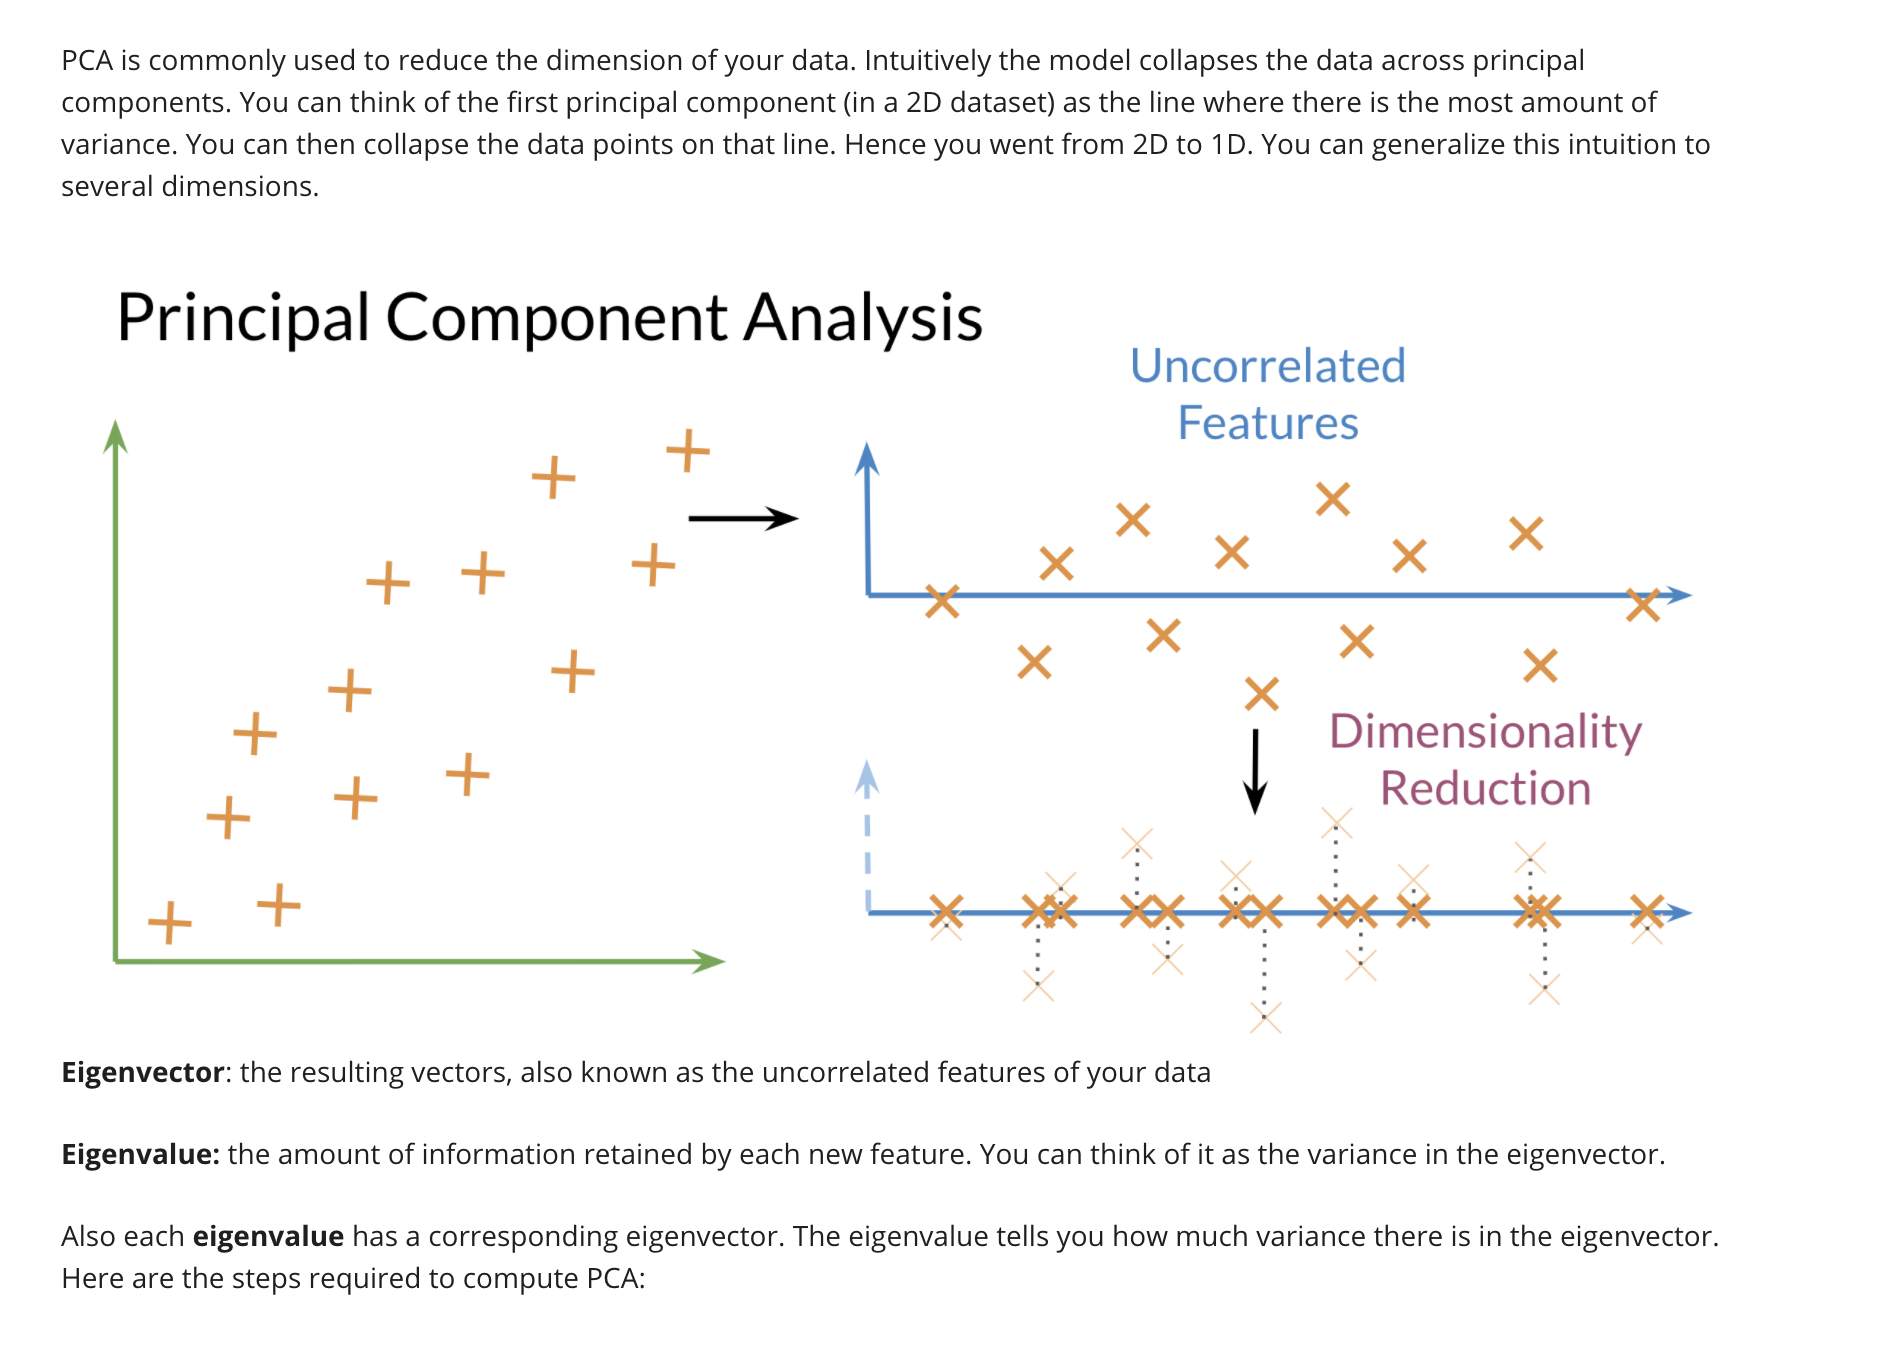 PCA is commonly used to reduce the dimension of your data. Intuitively the model collapses the data across principal
components. You can think of the first principal component (in a 2D dataset) as the line where there is the most amount of
variance. You can then collapse the data points on that line. Hence you went from 2D to 1D. You can generalize this intuition to
several dimensions.
Principal Component Analysis
Uncorrelated
Features
Dimensionality
Reduction
Eigenvector: the resulting vectors, also known as the uncorrelated features of your data
Eigenvalue: the amount of information retained by each new feature. You can think of it as the variance in the eigenvector.
Also each eigenvalue has a corresponding eigenvector. The eigenvalue tells you how much variance there is in the eigenvector.
Here are the steps required to compute PCA: